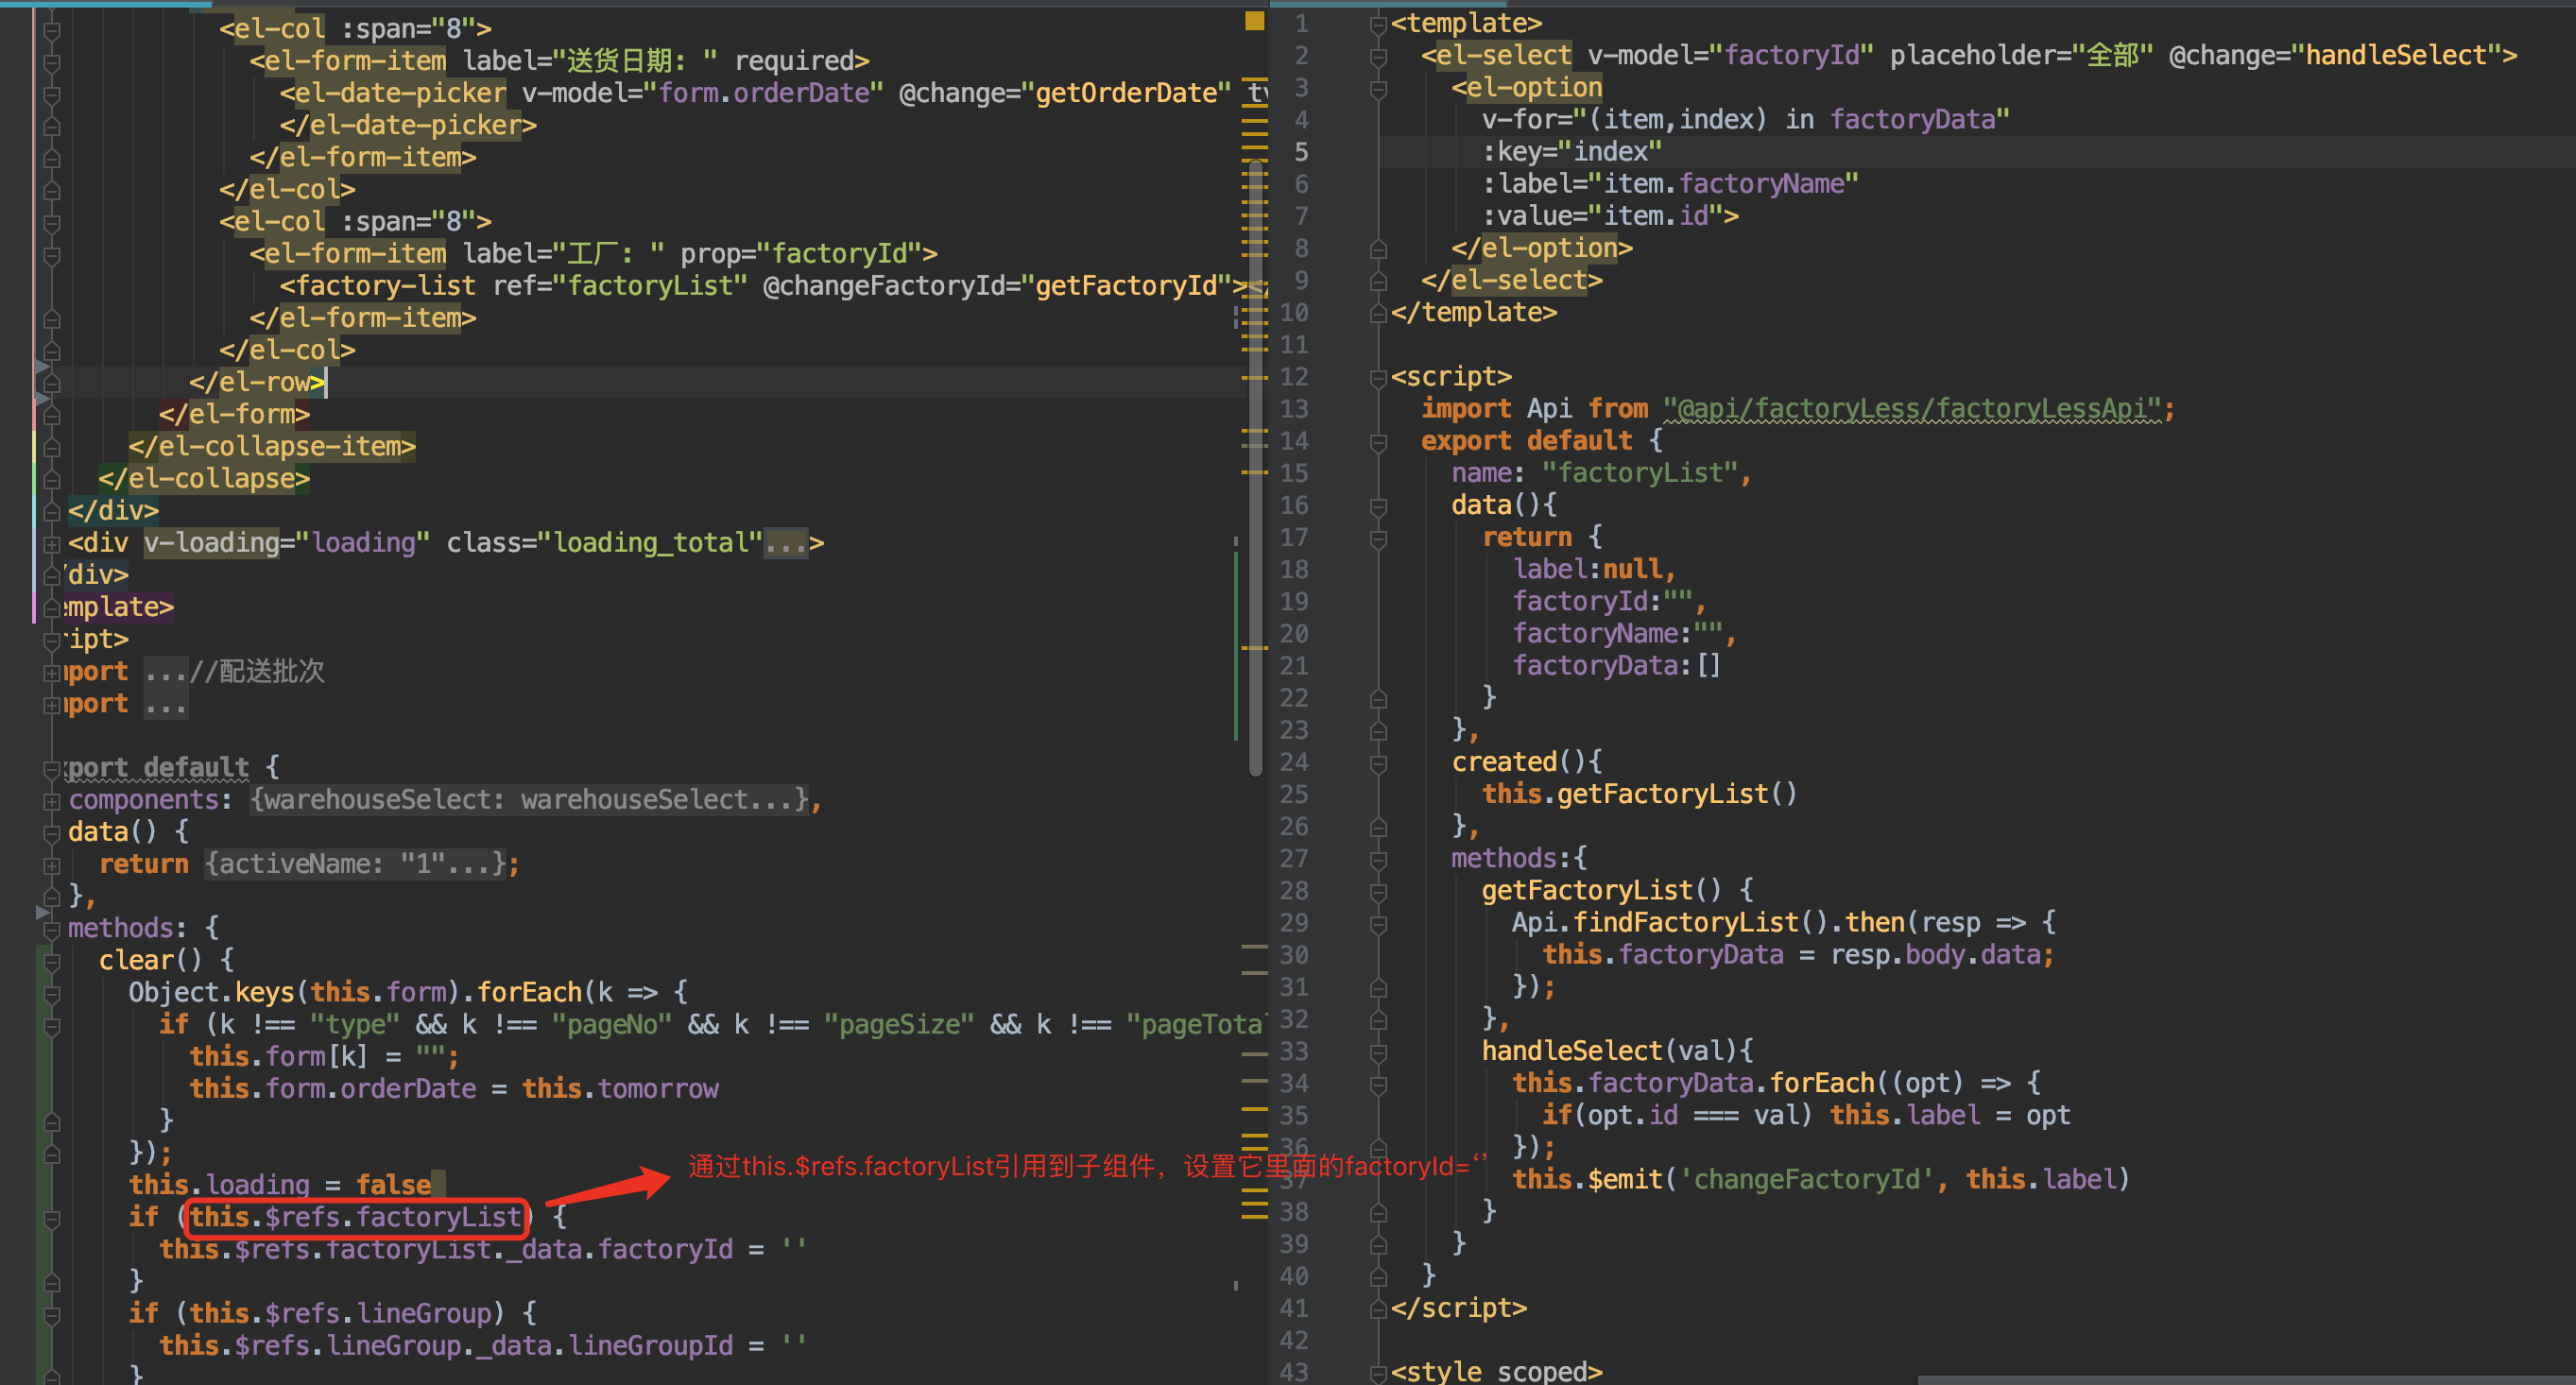 <el-col :span="8">
<el-form-item label="送货日期: " required>
<el-date-picker v-model="form.orderDate" @change="getOrderDate" ty
</el-date-picker>
</el-form-item>
</el-col>
<el-col :span="8">
<el-form-item label="工厂: " prop="factoryId">
<factory-list ref="factoryList" @changeFactoryId="getFactoryId"></
</el-form-item>
</el-col>
</el-row>
</el-form>
</el-collapse-item>
</el-collapse>
</div>
<div v-loading="loading" class="loading_total"...>
/div>
emplate>
ript>
mport ...//配送批次
mport ...
xport default {
components: {warehouseSelect: warehouseSelect...},
data() {
return {activeName: "1"...};
},
methods: {
clear() {
Object.keys(this.form).forEach(k => {
if (k !== "type" && k !== "pageNo" && k !== "pageSize" && k !== "pageTotal
this.form[k] = "";
this.form.orderDate = this.tomorrow
}
});
this.loading = false
if (this.$refs.factoryList) {
this.$refs.factoryList._data.factoryId = ''
}
if (this.$refs.lineGroup) {
this.$refs.lineGroup._data.lineGroupId = ''
}
通过this.$refs.factoryList引用到子组件，设置它里面的factoryId=‘’
1 <template>
2 <el-select v-model="factoryId" placeholder="全部" @change="handleSelect">
3 <el-option
4 v-for="(item,index) in factoryData"
5 :key="index"
6 :label="item.factoryName"
7 :value="item.id">
8 </el-option>
9 </el-select>
10 </template>
11
12 <script>
13 import Api from "@api/factoryLess/factoryLessApi";
14 export default {
15 name: "factoryList",
16 data(){
17 return {
18 label:null,
19 factoryId:"",
20 factoryName:"",
21 factoryData:[]
22 }
23 },
24 created(){
25 this.getFactoryList()
26 },
27 methods:{
28 getFactoryList() {
29 Api.findFactoryList().then(resp => {
30 this.factoryData = resp.body.data;
31 });
32 },
33 handleSelect(val){
34 this.factoryData.forEach((opt) => {
35 if(opt.id === val) this.label = opt
36 });
37 this.$emit('changeFactoryId', this.label)
38 }
39 }
40 }
41 </script>
42
43 <style scoped>